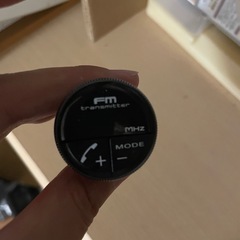 FM
transmitter
MHz
MODE
+
−